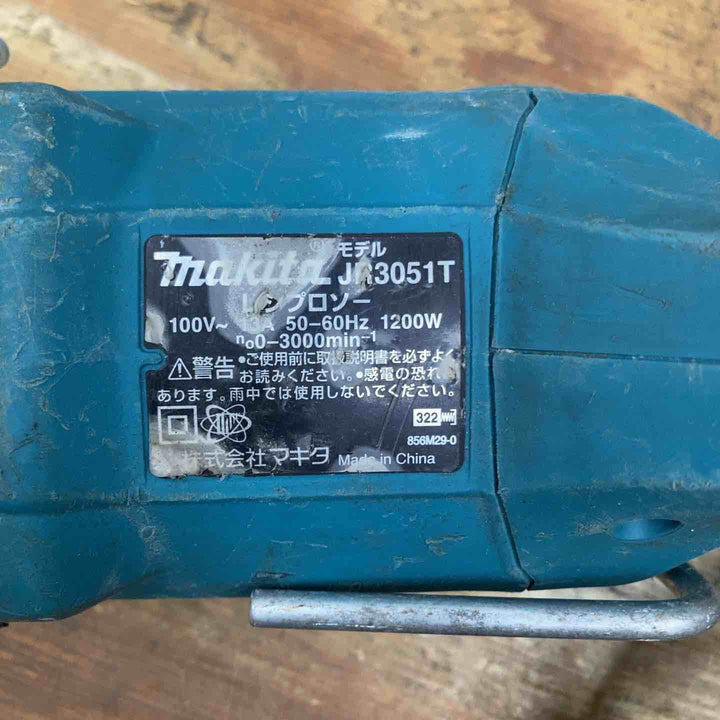 makita® モデル JR3051T
レシプロソー
100V~ 13A 50–60Hz 1200W
n₀0–3000min⁻¹
⚠警告 •ご使用前に取扱説明書を必ずよく
お読みください。•感電の恐れ
あります。雨中では使用しないでください。
322
856M29-0
株式会社マキタ Made in China